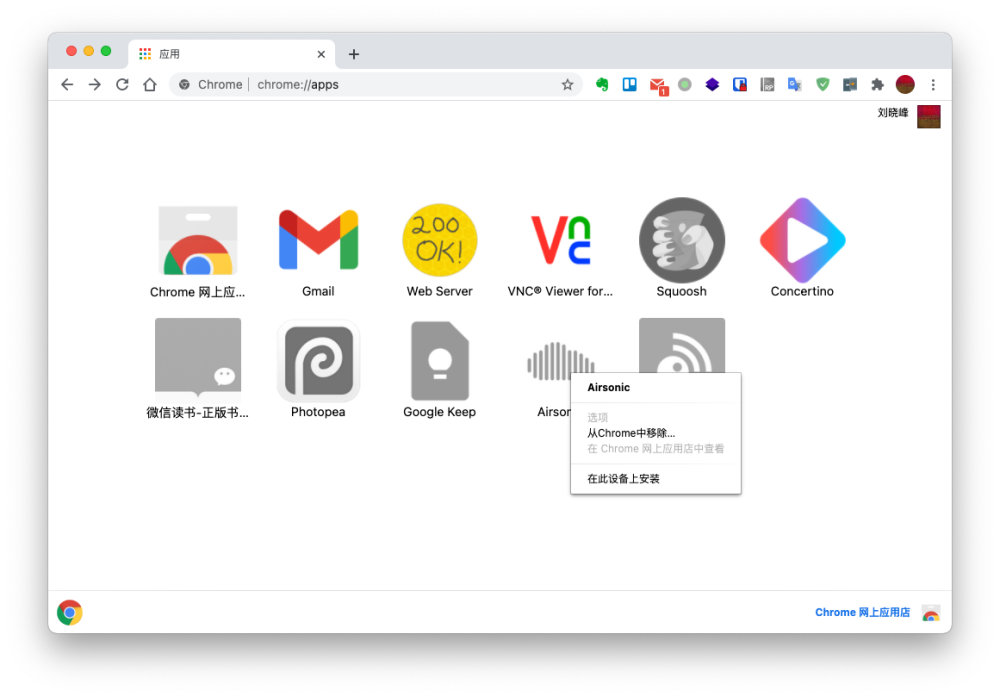 应用
Chrome chrome://apps
1
刘晓峰
200
OK!
Vnc
Chrome 网上应...
Gmail
Web Server
VNC® Viewer for...
Squoosh
Concertino
微信读书-正版书...
Photopea
Google Keep
Airson
Airsonic
选项
从Chrome中移除...
在 Chrome 网上应用店中查看
在此设备上安装
Chrome 网上应用店